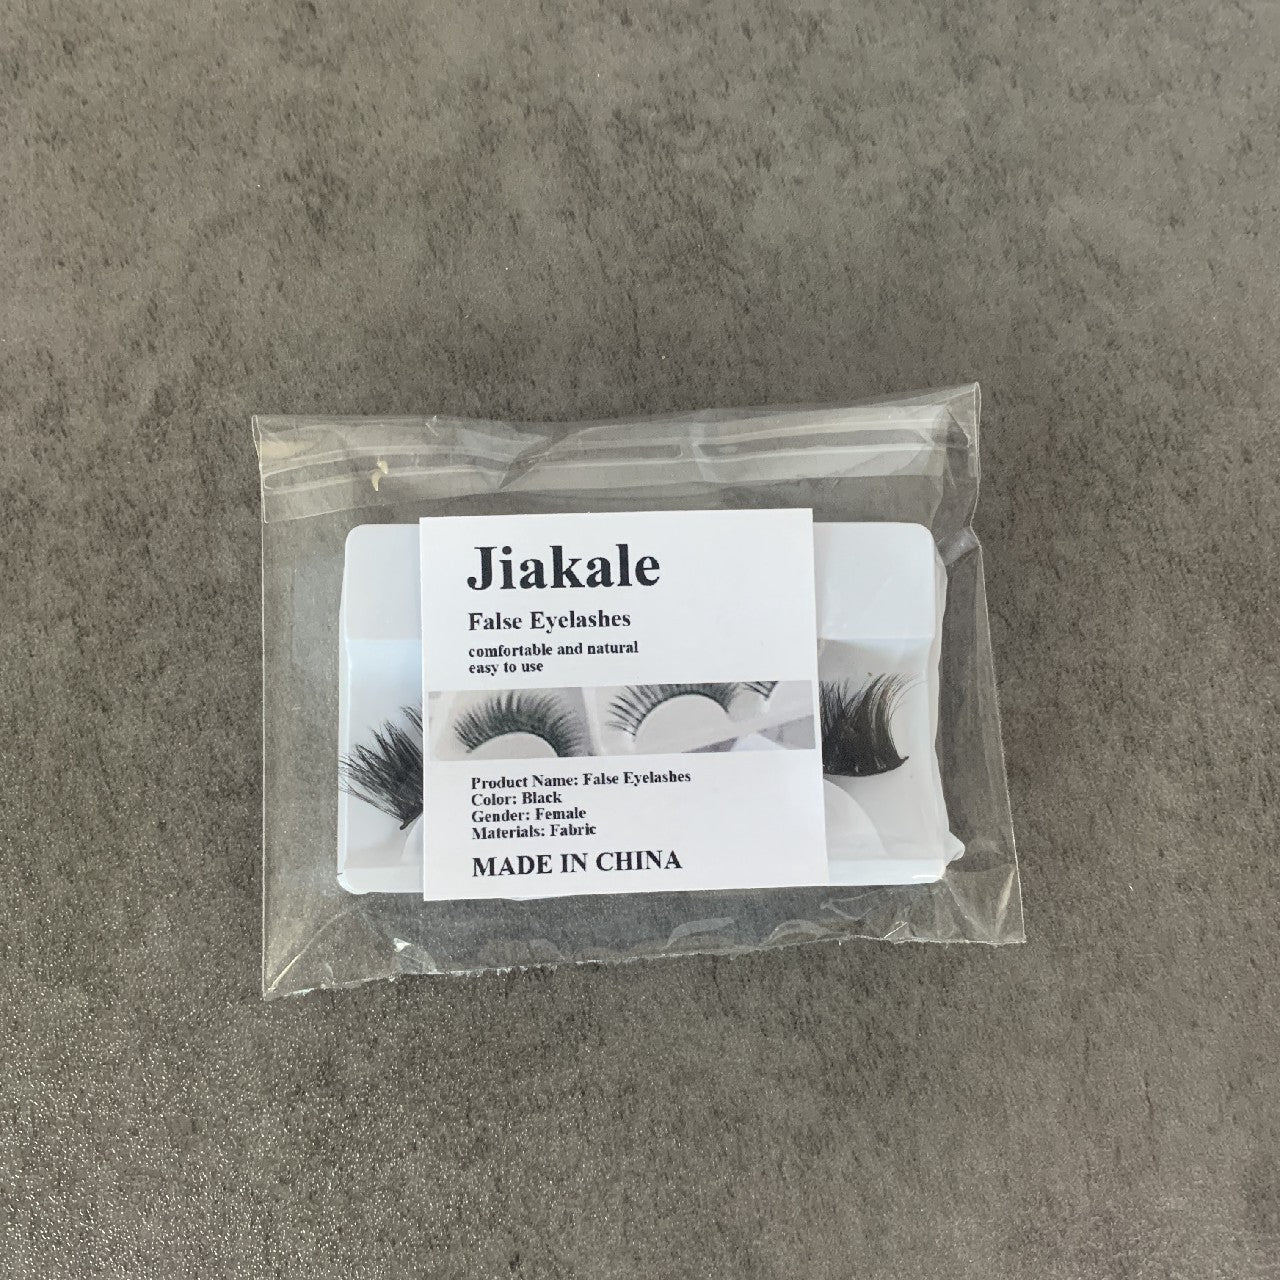 Jiakale
False Eyelashes
comfortable and natural
easy to use
Product Name: False Eyelashes
Color: Black
Gender: Female
Materials: Fabric
MADE IN CHINA